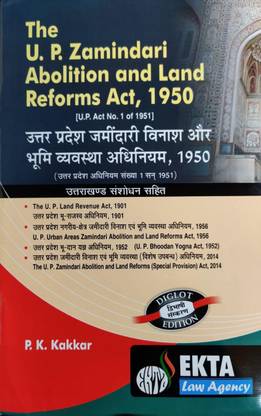 The
U. P. Zamindari
Abolition and Land
Reforms Act, 1950
[U.P. Act No. 1 of 1951]
उत्तर प्रदेश जमींदारी विनाश और
भूमि व्यवस्था अधिनियम, 1950
(उत्तर प्रदेश अधिनियम संख्या 1 सन् 1951)
उत्तराखण्ड संशोधन सहित
• The U. P. Land Revenue Act, 1901
उत्तर प्रदेश भू-राजस्व अधिनियम, 1901
• उत्तर प्रदेश नगरीय-क्षेत्र जमींदारी विनाश एवं भूमि व्यवस्था अधिनियम, 1956
U. P. Urban Areas Zamindari Abolition and Land Reforms Act, 1956
• उत्तर प्रदेश भू-दान यज्ञ अधिनियम, 1952 (U. P. Bhoodan Yogna Act, 1952)
• उत्तर प्रदेश जमींदारी विनाश एवं भूमि व्यवस्था (विशेष उपबन्ध) अधिनियम, 2014
The U. P. Zamindari Abolition and Land Reforms (Special Provision) Act, 2014
DIGLOT
द्विभाषी
संस्करण
EDITION
P. K. Kakkar
EKTA
EKTA
Law Agency